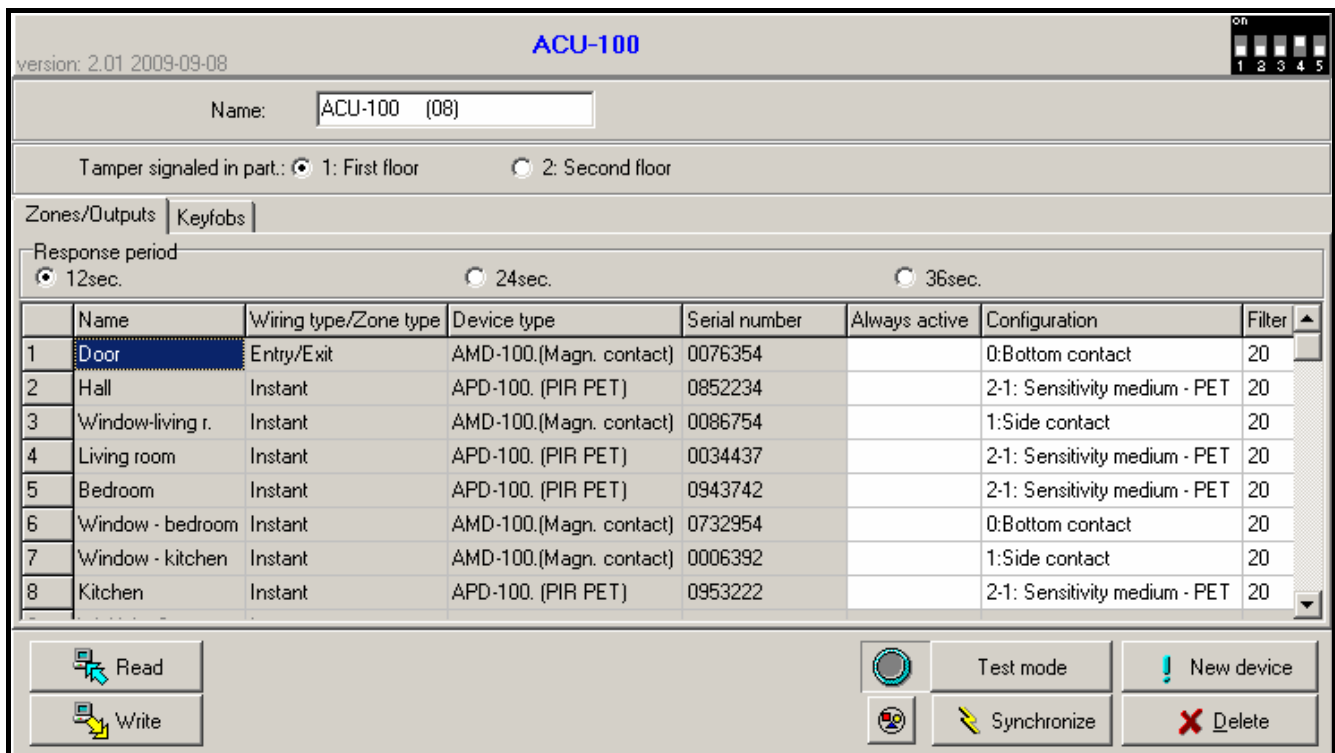 ACU-100
on
version: 2.01 2009-09-08
1 2 3 4 5
Name: ACU-100 (08)
Tamper signaled in part.: 1: First floor 2: Second floor
Zones/Outputs Keyfobs
Response period
12sec. 24sec. 36sec.
Name Wiring type/Zone type Device type Serial number Always active Configuration Filter
1 Door Entry/Exit AMD-100.(Magn. contact) 0076354 0:Bottom contact 20
2 Hall Instant APD-100. (PIR PET) 0852234 2-1: Sensitivity medium - PET 20
3 Window-living r. Instant AMD-100.(Magn. contact) 0086754 1:Side contact 20
4 Living room Instant APD-100. (PIR PET) 0034437 2-1: Sensitivity medium - PET 20
5 Bedroom Instant APD-100. (PIR PET) 0943742 2-1: Sensitivity medium - PET 20
6 Window - bedroom Instant AMD-100.(Magn. contact) 0732954 0:Bottom contact 20
7 Window - kitchen Instant AMD-100.(Magn. contact) 0006392 1:Side contact 20
8 Kitchen Instant APD-100. (PIR PET) 0953222 2-1: Sensitivity medium - PET 20
Read Test mode New device
Write Synchronize Delete